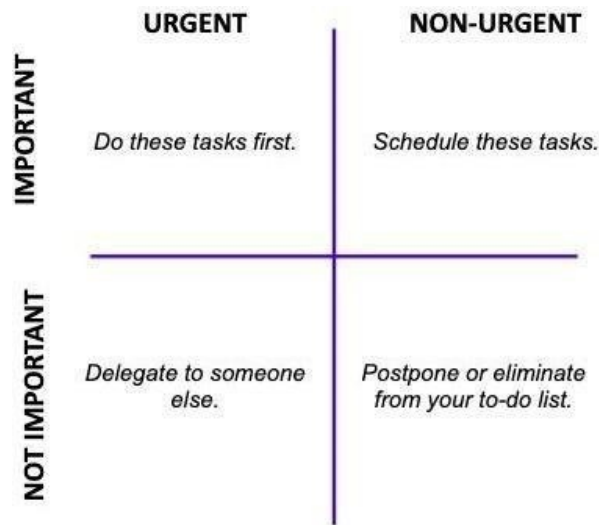 URGENT
NON-URGENT
IMPORTANT
Do these tasks first.
Schedule these tasks.
NOT IMPORTANT
Delegate to someone
else.
Postpone or eliminate
from your to-do list.